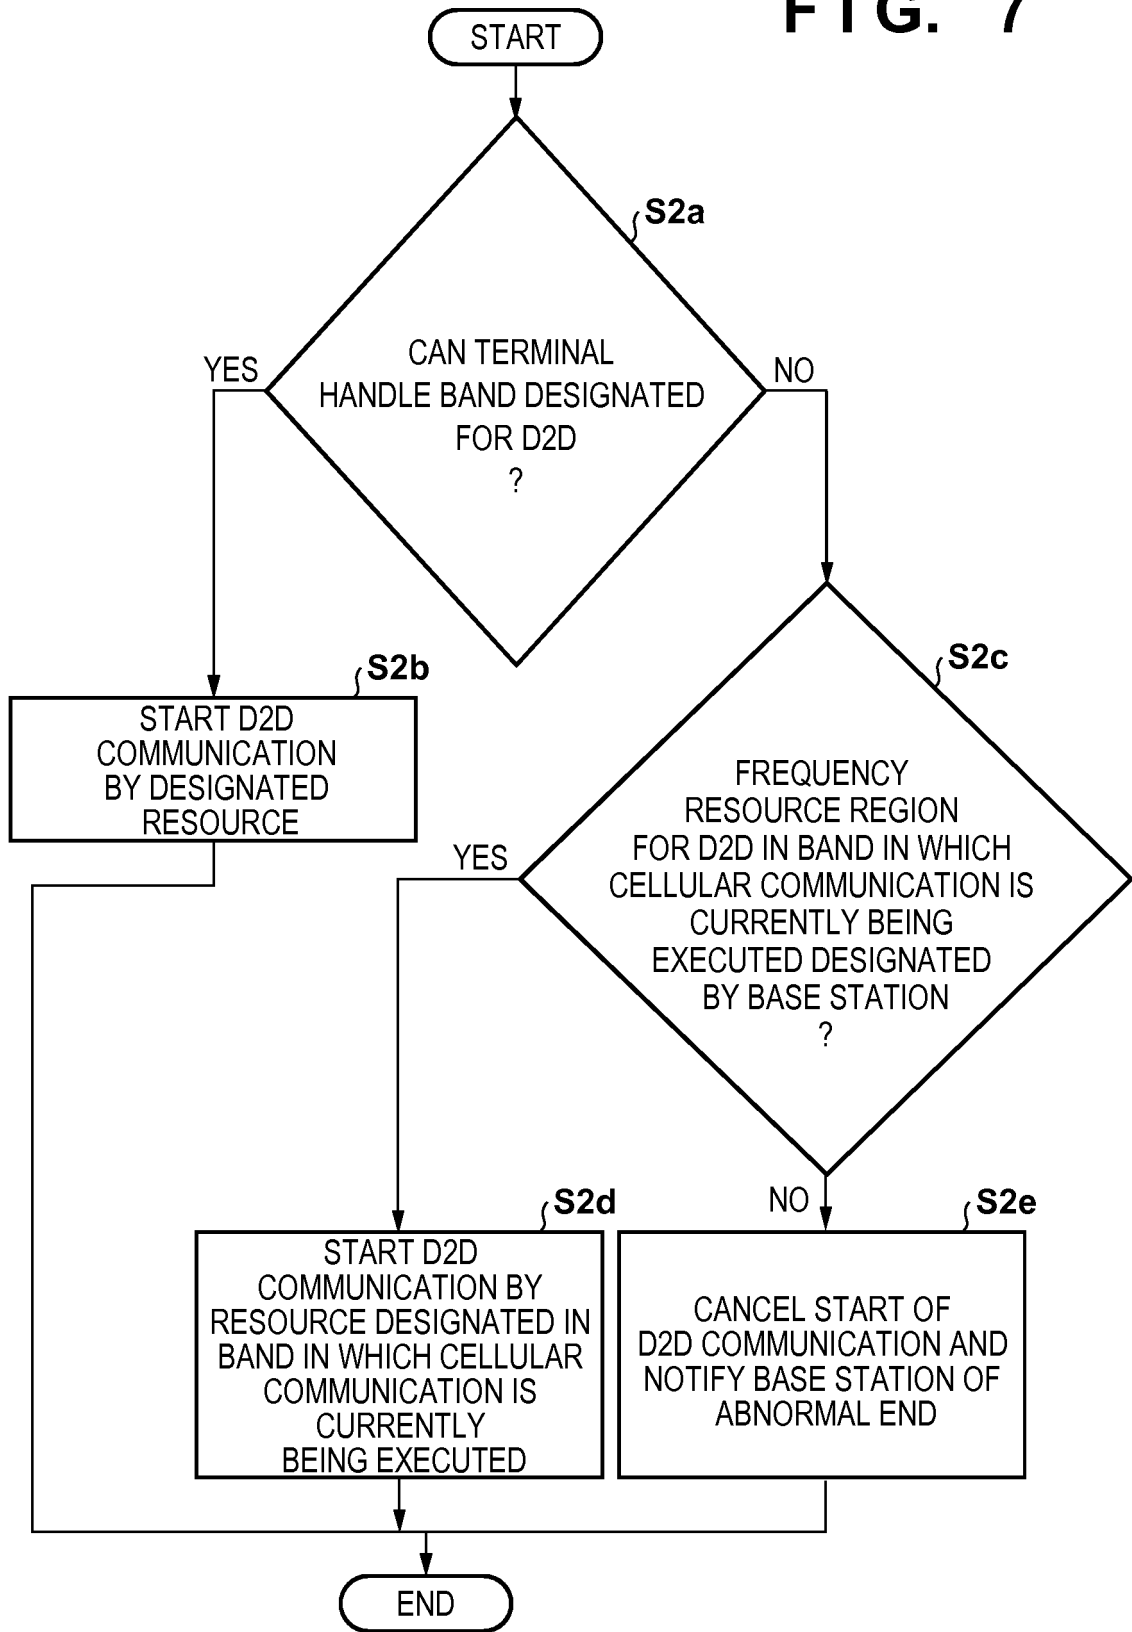 FIG. 7
START
S2a
CAN TERMINAL
HANDLE BAND DESIGNATED
FOR D2D
?
YES
NO
S2b
START D2D
COMMUNICATION
BY DESIGNATED
RESOURCE
S2c
FREQUENCY
RESOURCE REGION
FOR D2D IN BAND IN WHICH
CELLULAR COMMUNICATION IS
CURRENTLY BEING
EXECUTED DESIGNATED
BY BASE STATION
?
YES
NO
S2d
START D2D
COMMUNICATION BY
RESOURCE DESIGNATED IN
BAND IN WHICH CELLULAR
COMMUNICATION IS
CURRENTLY
BEING EXECUTED
S2e
CANCEL START OF
D2D COMMUNICATION AND
NOTIFY BASE STATION OF
ABNORMAL END
END